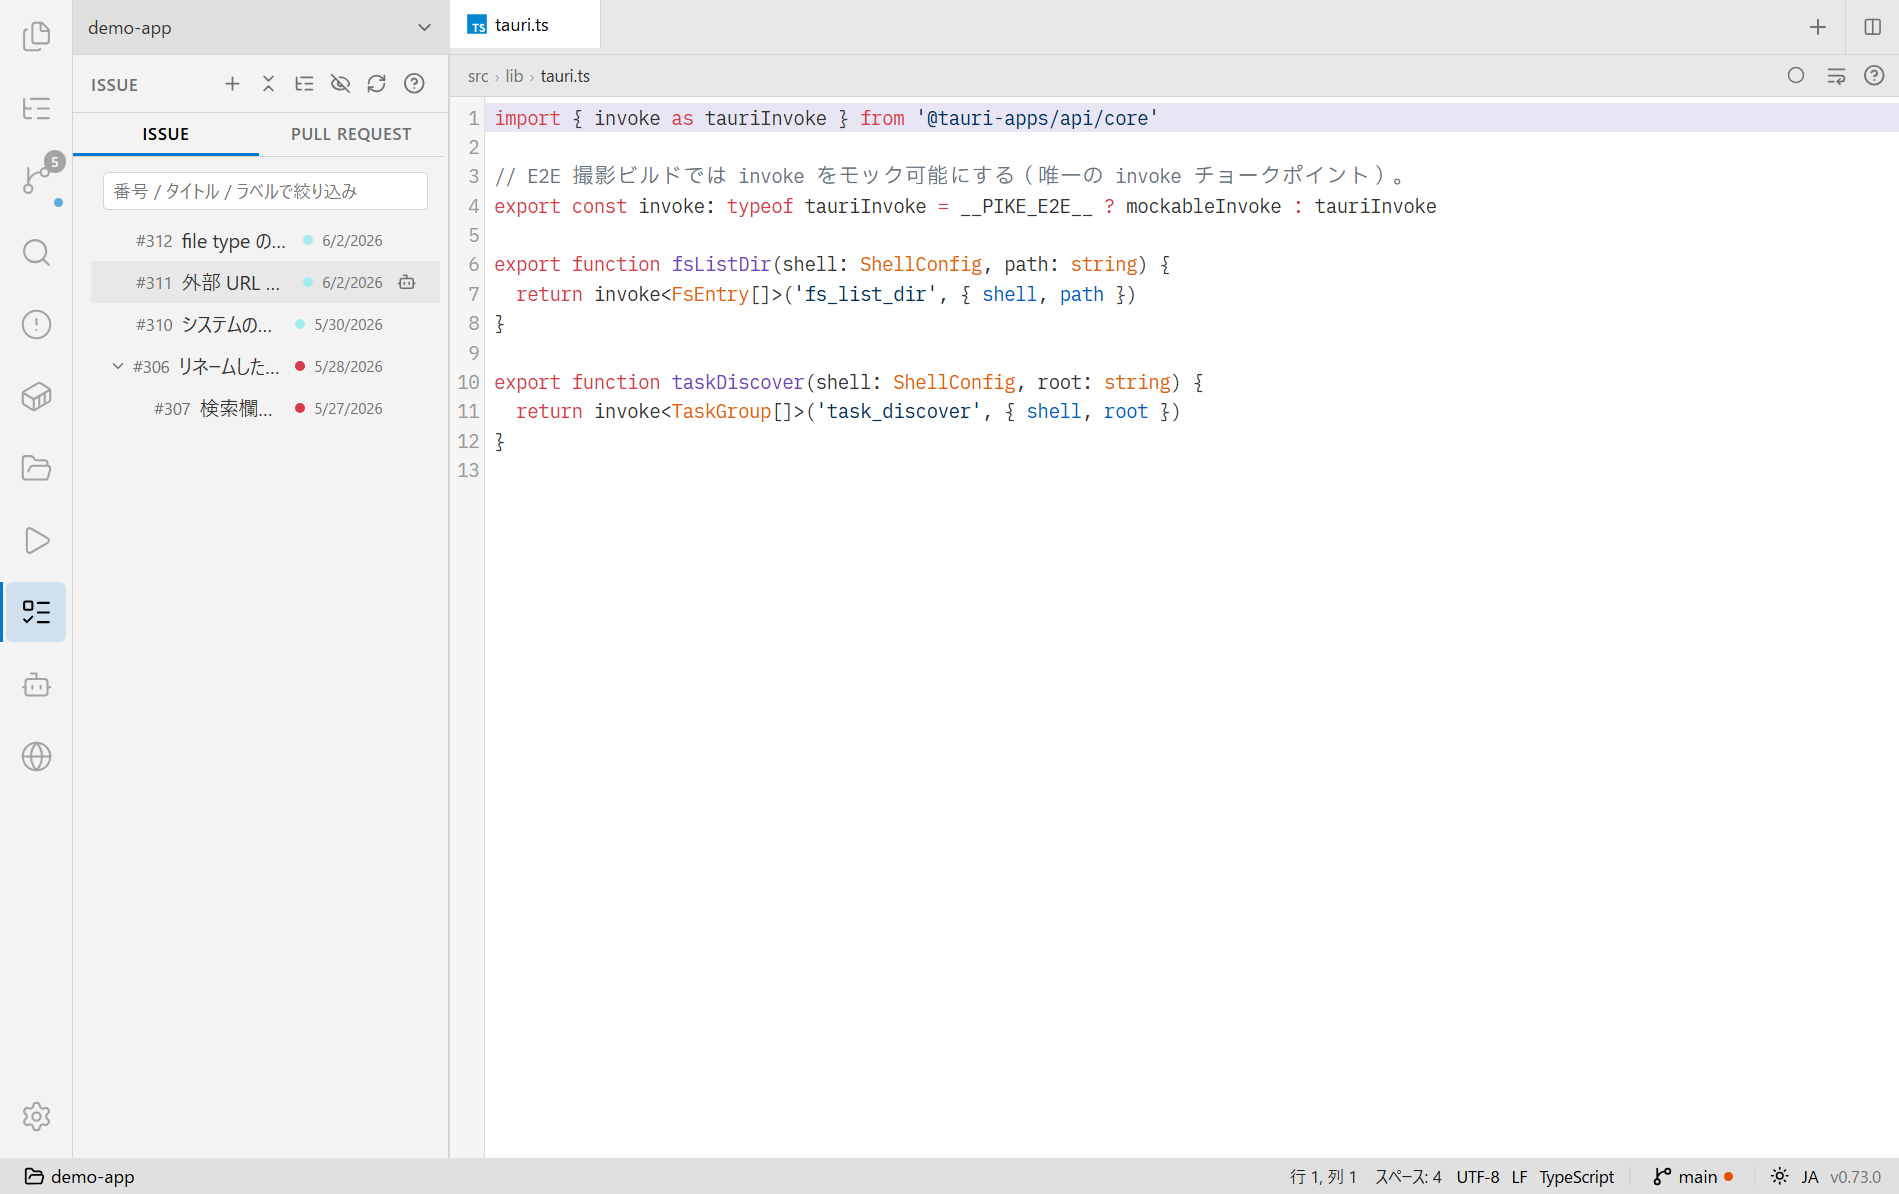 demo-app
TS tauri.ts
ISSUE
src › lib › tauri.ts
ISSUE
PULL REQUEST
5
番号 / タイトル / ラベルで絞り込み
#312 file type の... 6/2/2026
#311 外部 URL ... 6/2/2026
#310 システムの... 5/30/2026
#306 リネームした... 5/28/2026
#307 検索欄... 5/27/2026
1 import { invoke as tauriInvoke } from '@tauri-apps/api/core'
2
3 // E2E 撮影ビルドでは invoke をモック可能にする（唯一の invoke チョークポイント）。
4 export const invoke: typeof tauriInvoke = __PIKE_E2E__ ? mockableInvoke : tauriInvoke
5
6 export function fsListDir(shell: ShellConfig, path: string) {
7 return invoke<FsEntry[]>('fs_list_dir', { shell, path })
8 }
9
10 export function taskDiscover(shell: ShellConfig, root: string) {
11 return invoke<TaskGroup[]>('task_discover', { shell, root })
12 }
13
demo-app
行 1, 列 1 スペース: 4 UTF-8 LF TypeScript main JA v0.73.0